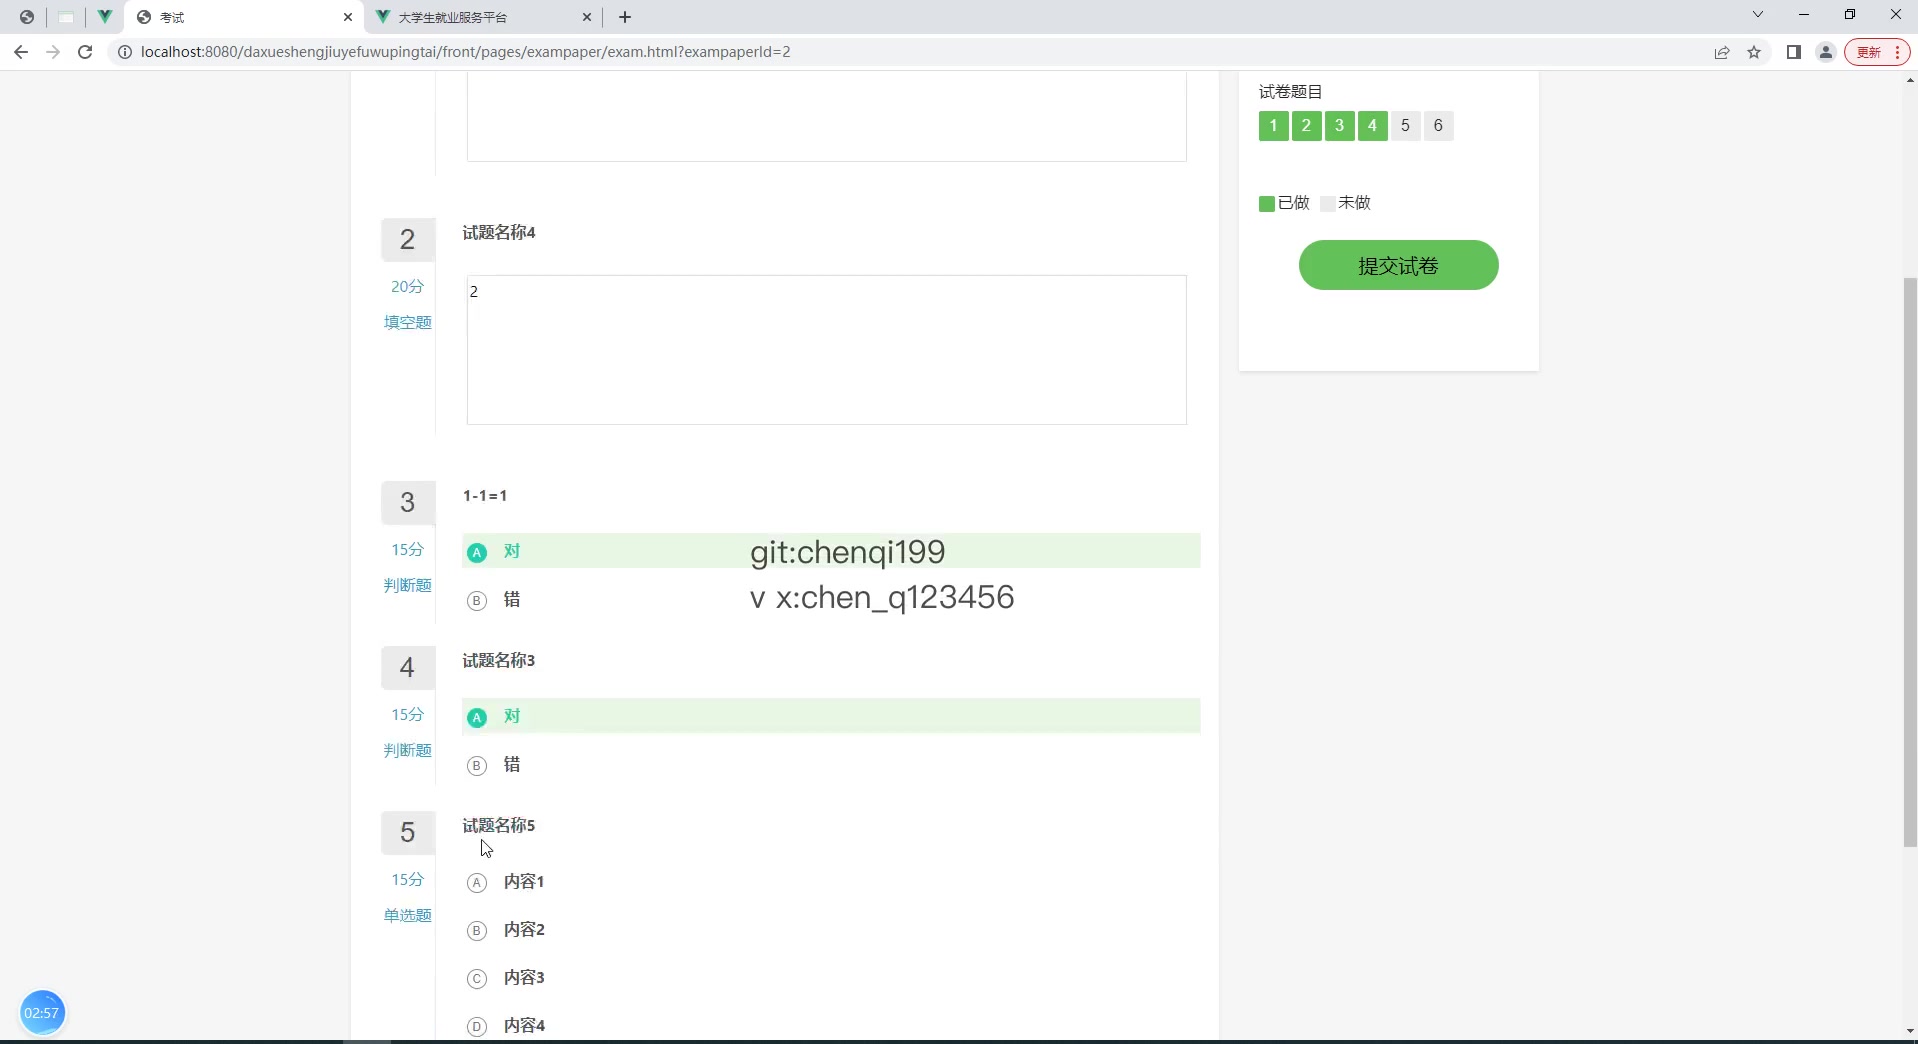 考试
大学生就业服务平台
localhost:8080/daxueshengjiuyefuwupingtai/front/pages/exampaper/exam.html?exampaperId=2
更新
试卷题目
1 2 3 4 5 6
已做 未做
提交试卷
2
试题名称4
20分
填空题
2
3
1-1=1
15分
判断题
A 对
B 错
git:chenqi199
v x:chen_q123456
4
试题名称3
15分
判断题
A 对
B 错
5
试题名称5
15分
单选题
A 内容1
B 内容2
C 内容3
D 内容4
02:57